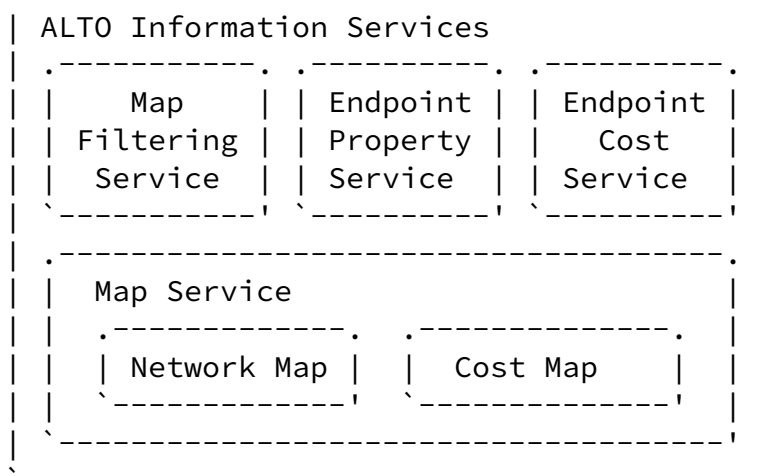 ALTO Information Services
Map Endpoint Endpoint
Filtering Property Cost
Service Service Service
Map Service
Network Map Cost Map